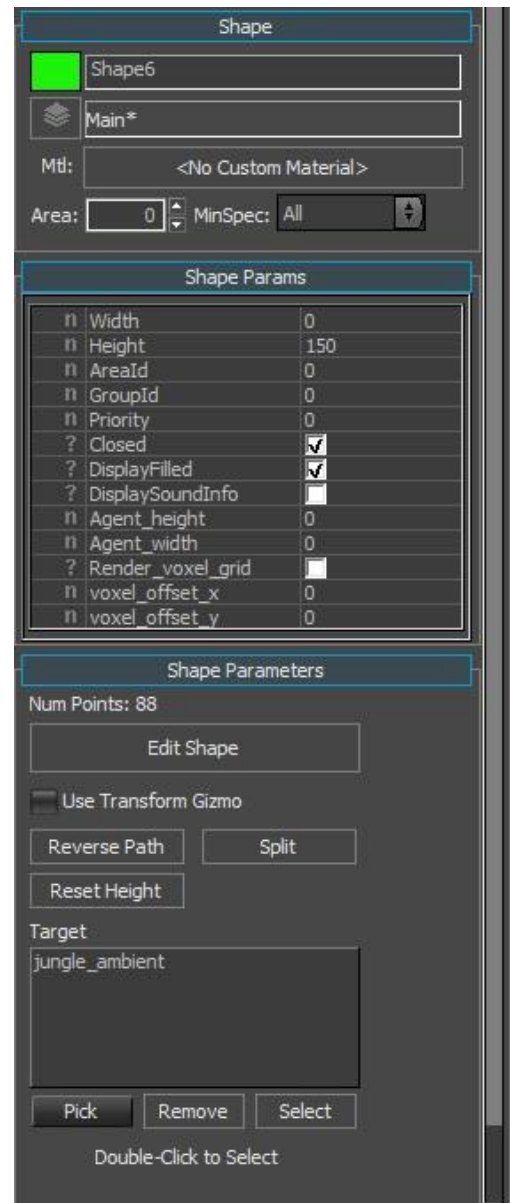 Shape
Shape6
Main*
Mtl: <No Custom Material>
Area: 0 MinSpec: All
Shape Params
n Width 0
n Height 150
n AreaId 0
n GroupId 0
n Priority 0
? Closed
? DisplayFilled
? DisplaySoundInfo
n Agent_height 0
n Agent_width 0
? Render_voxel_grid
n voxel_offset_x 0
n voxel_offset_y 0
Shape Parameters
Num Points: 88
Edit Shape
Use Transform Gizmo
Reverse Path Split
Reset Height
Target
jungle_ambient
Pick Remove Select
Double-Click to Select